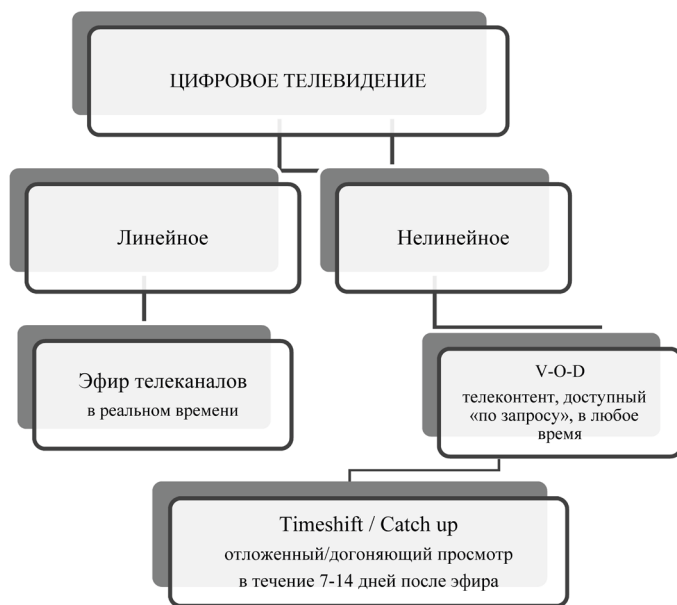 ЦИФРОВОЕ ТЕЛЕВИДЕНИЕ
Линейное
Нелинейное
Эфир телеканалов
в реальном времени
V-O-D
телеконтент, доступный
«по запросу», в любое
время
Timeshift / Catch up
отложенный/догоняющий просмотр
в течение 7-14 дней после эфира